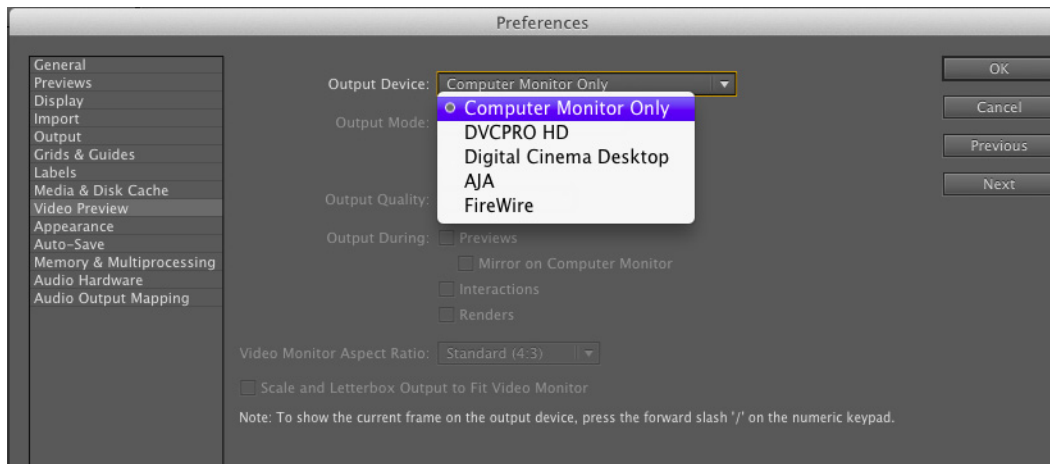 Preferences
General
Previews
Display
Import
Output
Grids & Guides
Labels
Media & Disk Cache
Video Preview
Appearance
Auto-Save
Memory & Multiprocessing
Audio Hardware
Audio Output Mapping
Output Device: Computer Monitor Only
Computer Monitor Only
DVCPRO HD
Digital Cinema Desktop
AJA
FireWire
Output Mode:
Output Quality:
Output During: Previews
Mirror on Computer Monitor
Interactions
Renders
Video Monitor Aspect Ratio: Standard (4:3)
Scale and Letterbox Output to Fit Video Monitor
Note: To show the current frame on the output device, press the forward slash '/' on the numeric keypad.
OK
Cancel
Previous
Next